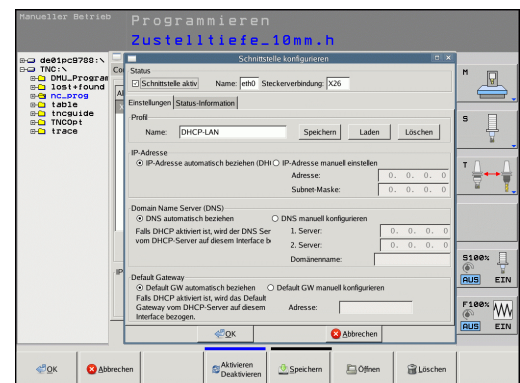 Manueller Betrieb
Programmieren
Zustelltiefe_10mm.h
de01pc9788:\
TNC:\
DMU_Program
lost+found
nc_prog
table
tncguide
TNCOpt
trace
Schnittstelle konfigurieren
Status
Schnittstelle aktiv
Name: eth0
Steckerverbindung: X26
Einstellungen
Status-Information
Profil
Name: DHCP-LAN
Speichern
Laden
Löschen
IP-Adresse
IP-Adresse automatisch beziehen (DH
IP-Adresse manuell einstellen
Adresse: 0. 0. 0. 0
Subnet-Maske: 0. 0. 0. 0
Domain Name Server (DNS)
DNS automatisch beziehen
DNS manuell konfigurieren
Falls DHCP aktiviert ist, wird der DNS Ser
vom DHCP-Server auf diesem Interface b
1. Server: 0. 0. 0. 0
2. Server: 0. 0. 0. 0
Domänenname:
Default Gateway
Default GW automatisch beziehen
Default GW manuell konfigurieren
Falls DHCP aktiviert ist, wird das Default
Gateway vom DHCP-Server auf diesem
Interface bezogen.
Adresse:
OK
Abbrechen
Co
IP
M
S
T
S100%
AUS EIN
F100%
AUS EIN
OK
Abbrechen
Aktivieren
Deaktivieren
Speichern
Öffnen
Löschen